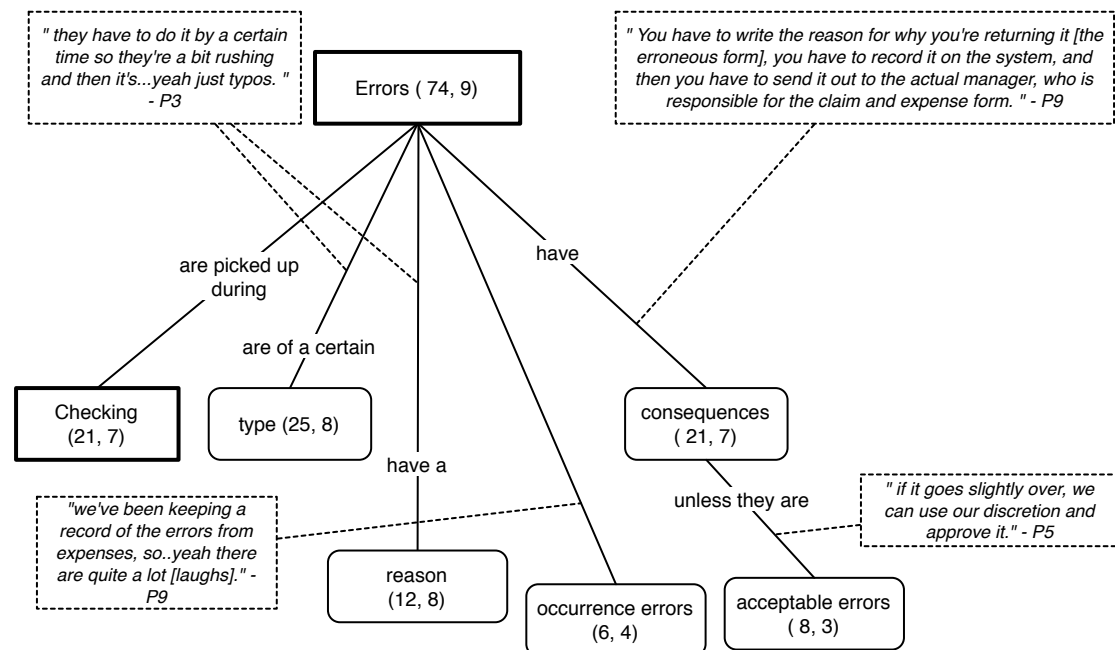 " they have to do it by a certain
time so they're a bit rushing
and then it's...yeah just typos. "
- P3
Errors ( 74, 9)
" You have to write the reason for why you're returning it [the
erroneous form], you have to record it on the system, and
then you have to send it out to the actual manager, who is
responsible for the claim and expense form. " - P9
are picked up
during
have
are of a certain
Checking
(21, 7)
type (25, 8)
consequences
( 21, 7)
have a
unless they are
"we've been keeping a
record of the errors from
expenses, so..yeah there
are quite a lot [laughs]." -
P9
" if it goes slightly over, we
can use our discretion and
approve it." - P5
reason
(12, 8)
occurrence errors
(6, 4)
acceptable errors
( 8, 3)